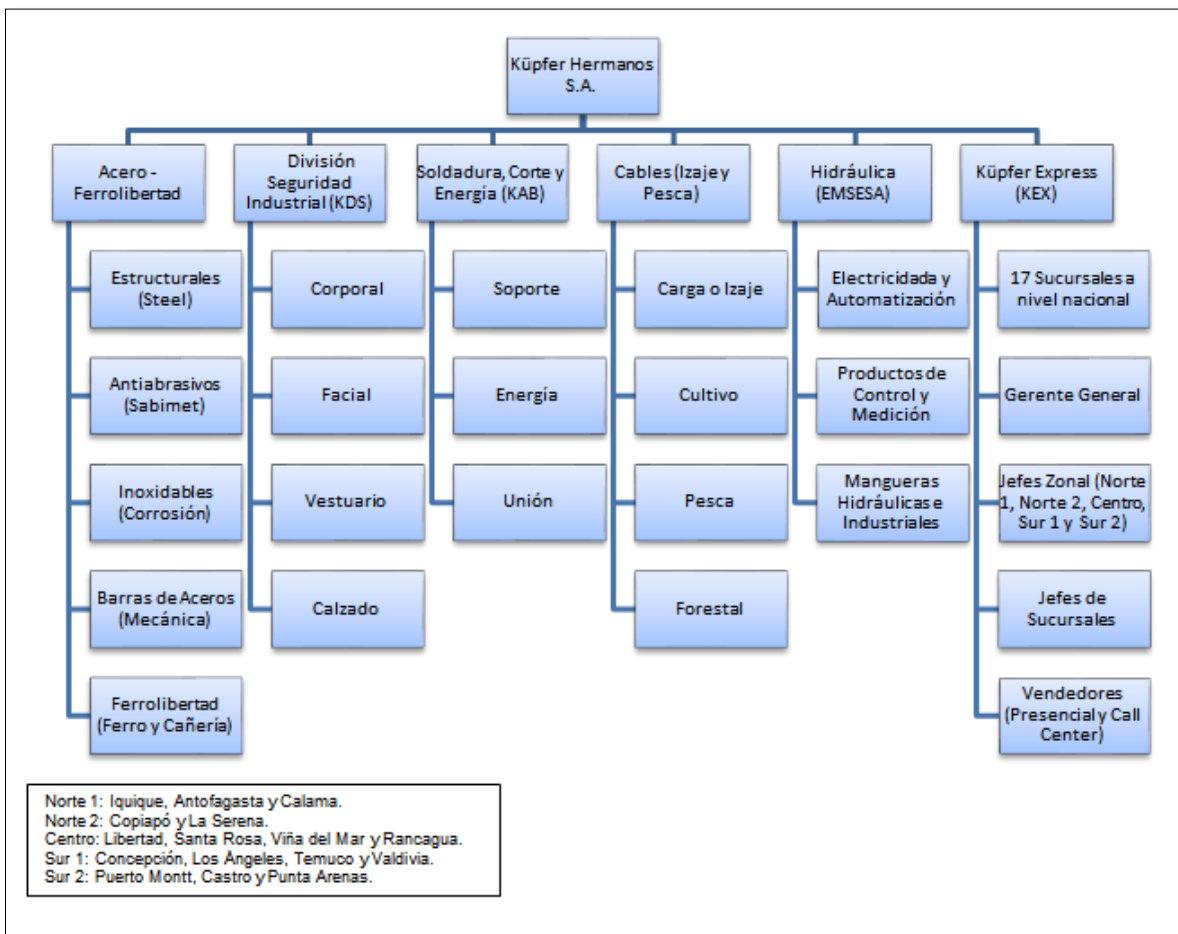 Küpfer Hermanos
S.A.
Acero -
Ferrolibertad
División
Seguridad
Industrial (KDS)
Soldadura, Corte y
Energía (KAB)
Cables (Izaje y
Pesca)
Hidráulica
(EMSESA)
Küpfer Express
(KEX)
Estructurales
(Steel)
Antiabrasivos
(Sabimet)
Inoxidables
(Corrosión)
Barras de Aceros
(Mecánica)
Ferrolibertad
(Ferro y Cañería)
Corporal
Facial
Vestuario
Calzado
Soporte
Energía
Unión
Carga o Izaje
Cultivo
Pesca
Forestal
Electricidada y
Automatización
Productos de
Control y
Medición
Mangueras
Hidráulicas e
Industriales
17 Sucursales a
nivel nacional
Gerente General
Jefes Zonal (Norte
1, Norte 2, Centro,
Sur 1 y Sur 2)
Jefes de
Sucursales
Vendedores
(Presencial y Call
Center)
Norte 1: Iquique, Antofagasta y Calama.
Norte 2: Copiapó y La Serena.
Centro: Libertad, Santa Rosa, Viña del Mar y Rancagua.
Sur 1: Concepción, Los Ángeles, Temuco y Valdivia.
Sur 2: Puerto Montt, Castro y Punta Arenas.